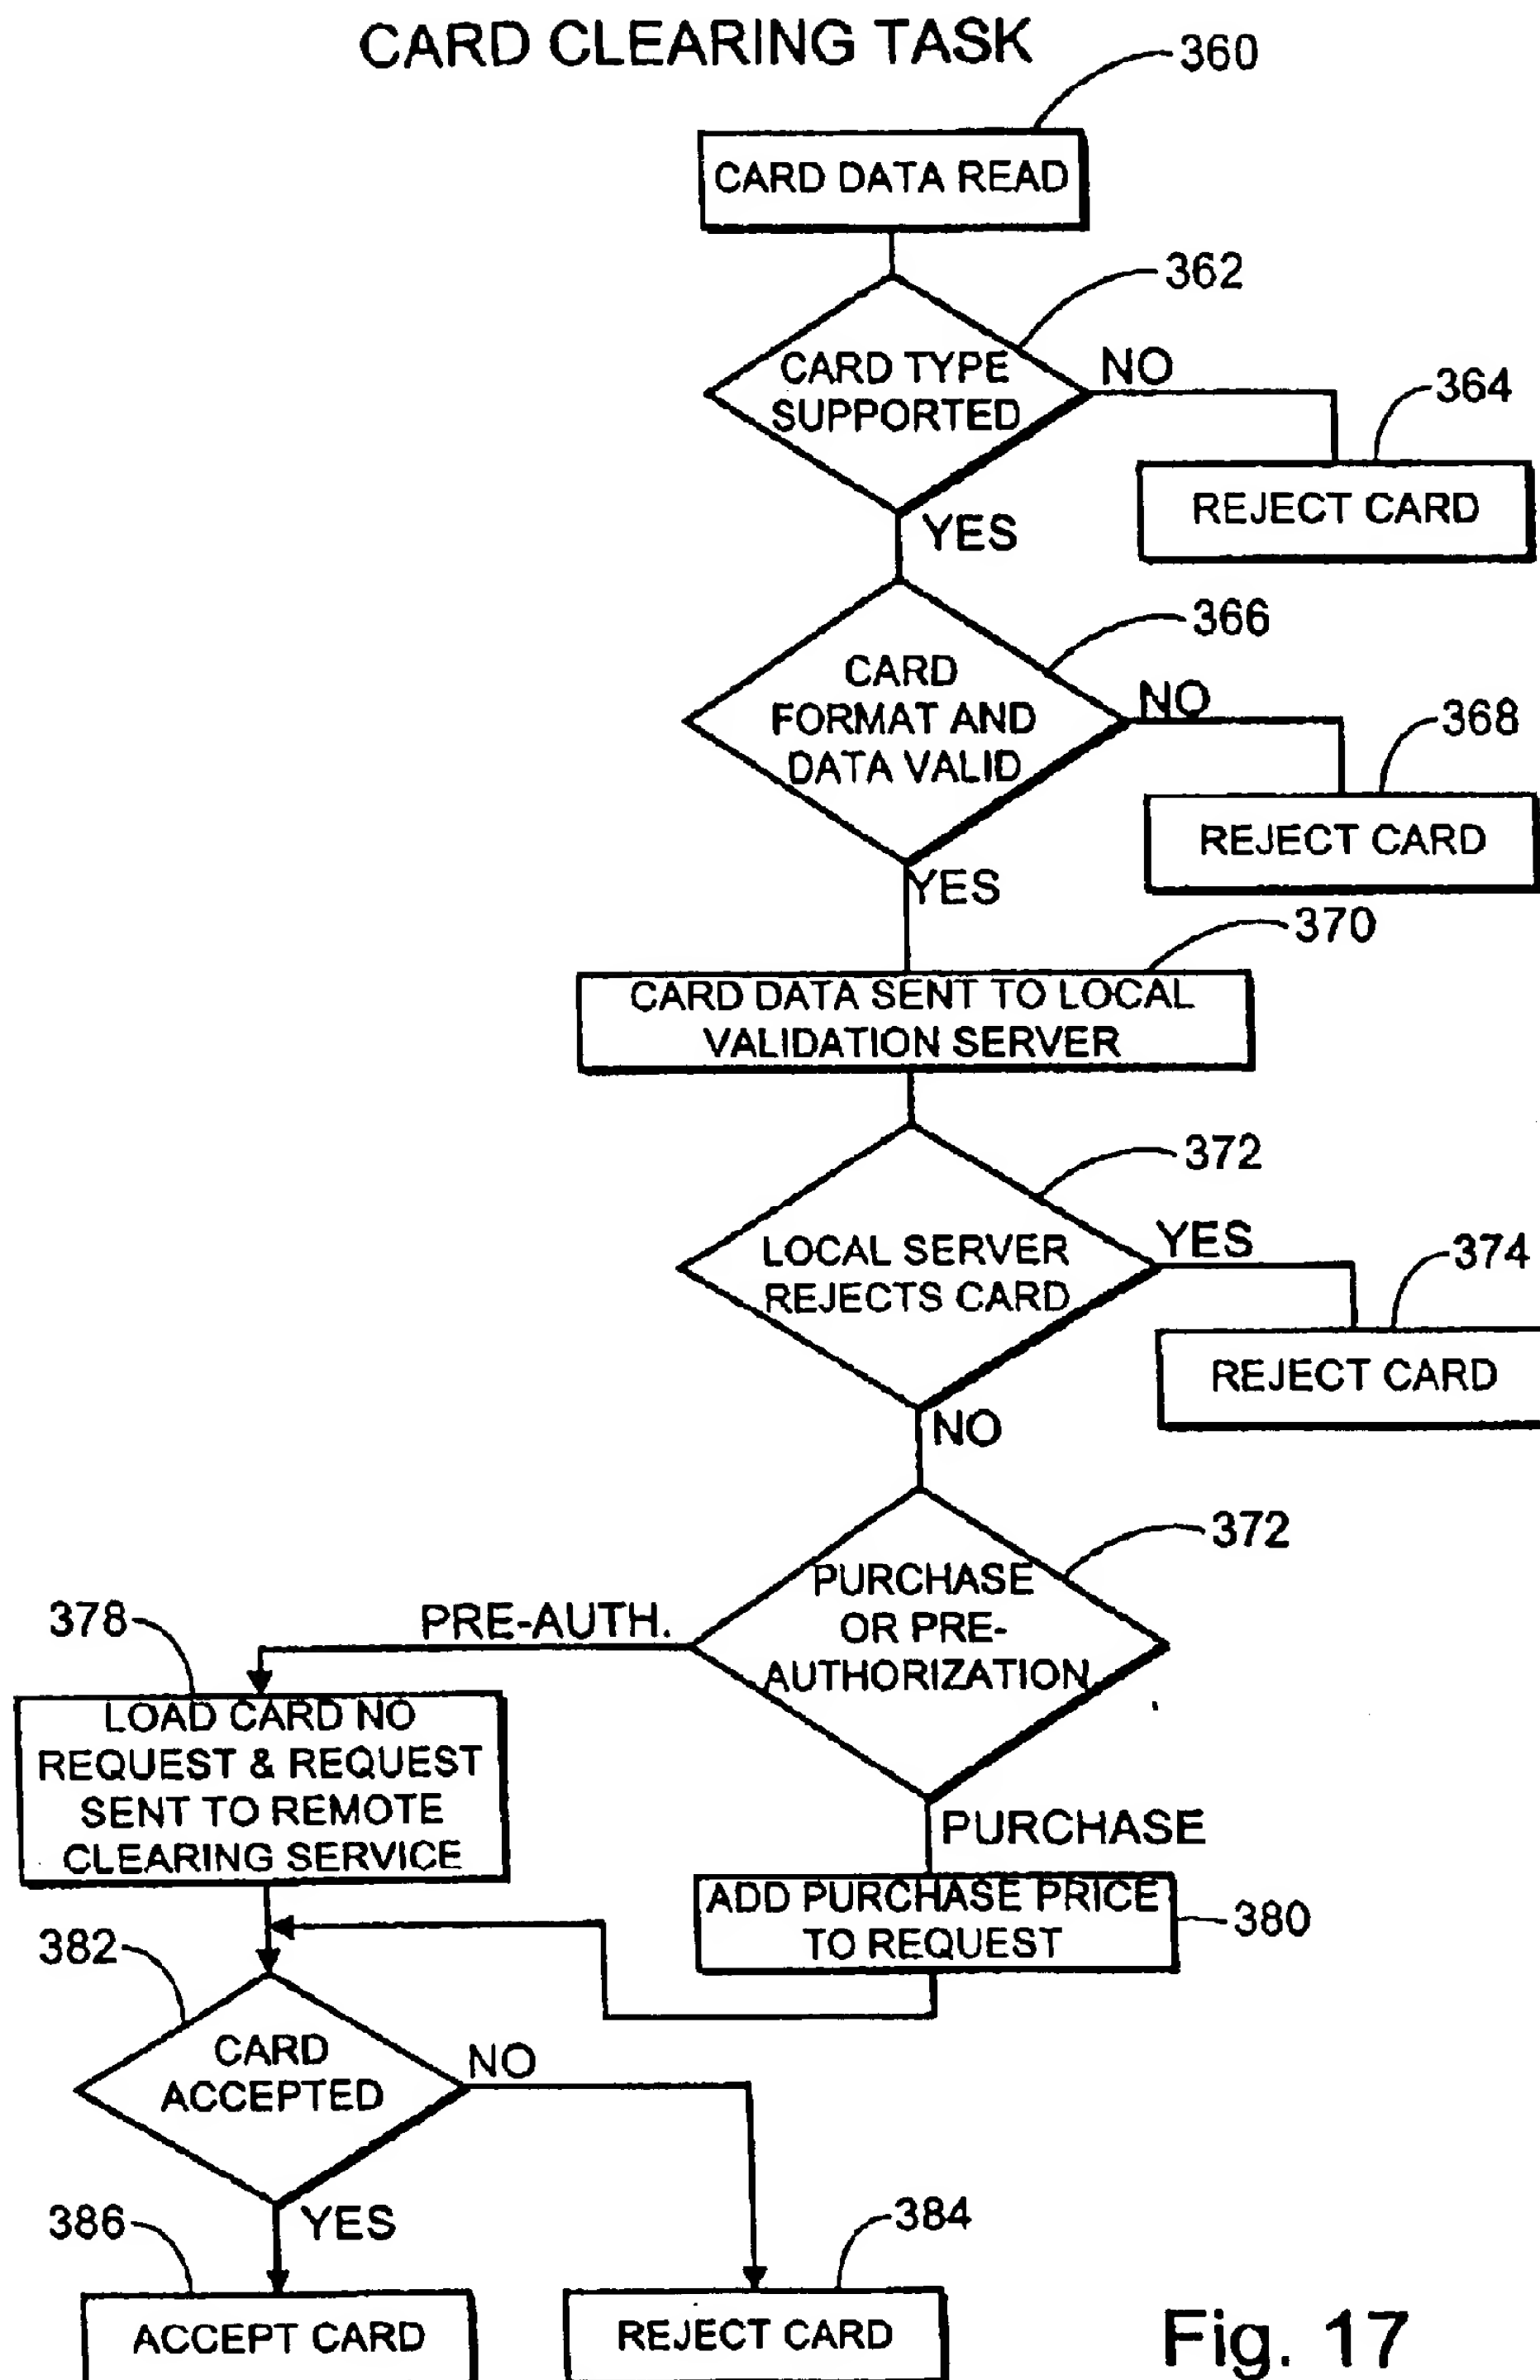 CARD CLEARING TASK
360
CARD DATA READ
362
CARD TYPE
SUPPORTED
NO
364
REJECT CARD
YES
366
CARD
FORMAT AND
DATA VALID
NO
368
REJECT CARD
YES
370
CARD DATA SENT TO LOCAL
VALIDATION SERVER
372
LOCAL SERVER
REJECTS CARD
YES
374
REJECT CARD
NO
372
PURCHASE
OR PRE-
AUTHORIZATION
PRE-AUTH.
378
LOAD CARD NO
REQUEST & REQUEST
SENT TO REMOTE
CLEARING SERVICE
PURCHASE
ADD PURCHASE PRICE
TO REQUEST
380
382
CARD
ACCEPTED
NO
YES
386
384
ACCEPT CARD
REJECT CARD
Fig. 17